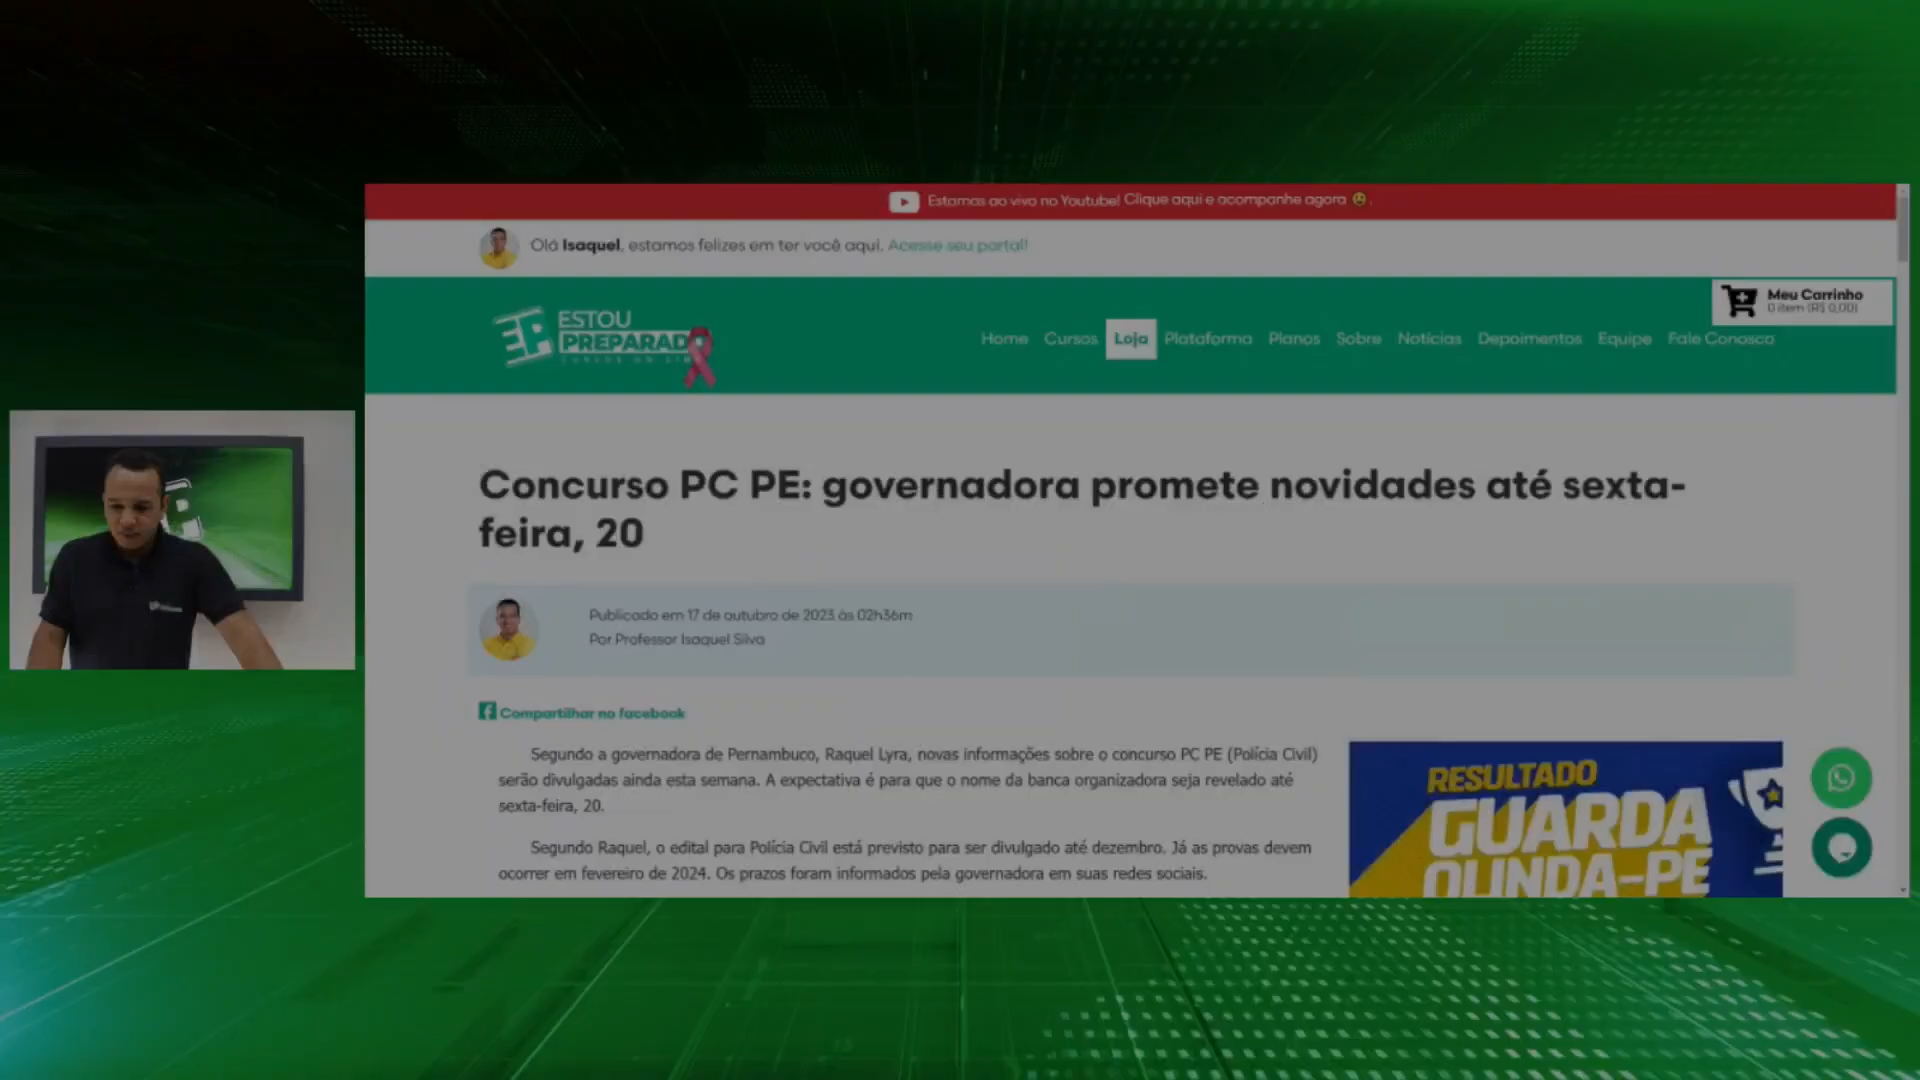 Estamos ao vivo no Youtube! Clique aqui e acompanhe agora
Olá Isaquel, estamos felizes em ter você aqui. Acesse seu portal!
Meu Carrinho
0 item (R$ 0,00)
ESTOU
PREPARADO
Home Cursos Loja Plataforma Planos Sobre Notícias Depoimentos Equipe Fale Conosco
Concurso PC PE: governadora promete novidades até sexta-
feira, 20
Publicado em 17 de outubro de 2023 às 02h36m
Por Professor Isaquel Silva
Compartilhar no facebook
Segundo a governadora de Pernambuco, Raquel Lyra, novas informações sobre o concurso PC PE (Polícia Civil)
serão divulgadas ainda esta semana. A expectativa é para que o nome da banca organizadora seja revelado até
sexta-feira, 20.
Segundo Raquel, o edital para Polícia Civil está previsto para ser divulgado até dezembro. Já as provas devem
ocorrer em fevereiro de 2024. Os prazos foram informados pela governadora em suas redes sociais.
RESULTADO
GUARDA
OLINDA-PE